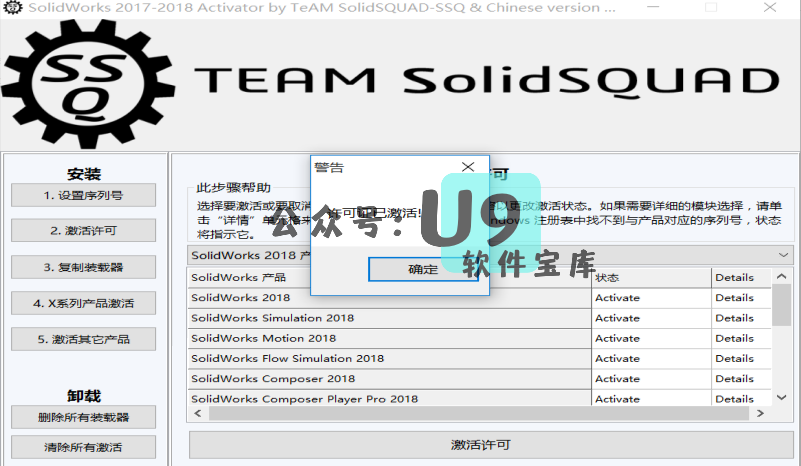 SolidWorks 2017-2018 Activator by TeAM SolidSQUAD-SSQ & Chinese version ...
SSQ
TEAM SolidSQUAD
安装
1. 设置序列号
2. 激活许可
3. 复制装载器
4. X系列产品激活
5. 激活其它产品
卸载
删除所有装载器
清除所有激活
许可
此步骤帮助
选择要激活或要取消
以更改激活状态。如果需要详细的模块选择，请单
击“详情”单元格来
ndows 注册表中找不到与产品对应的序列号，状态
将指示它。
警告
许可证已激活!
确定
公众号：U9
软件宝库
SolidWorks 2018 产
SolidWorks 产品 状态 Details
SolidWorks 2018 Activate Details
SolidWorks Simulation 2018 Activate Details
SolidWorks Motion 2018 Activate Details
SolidWorks Flow Simulation 2018 Activate Details
SolidWorks Composer 2018 Activate Details
SolidWorks Composer Player Pro 2018 Activate Details
激活许可